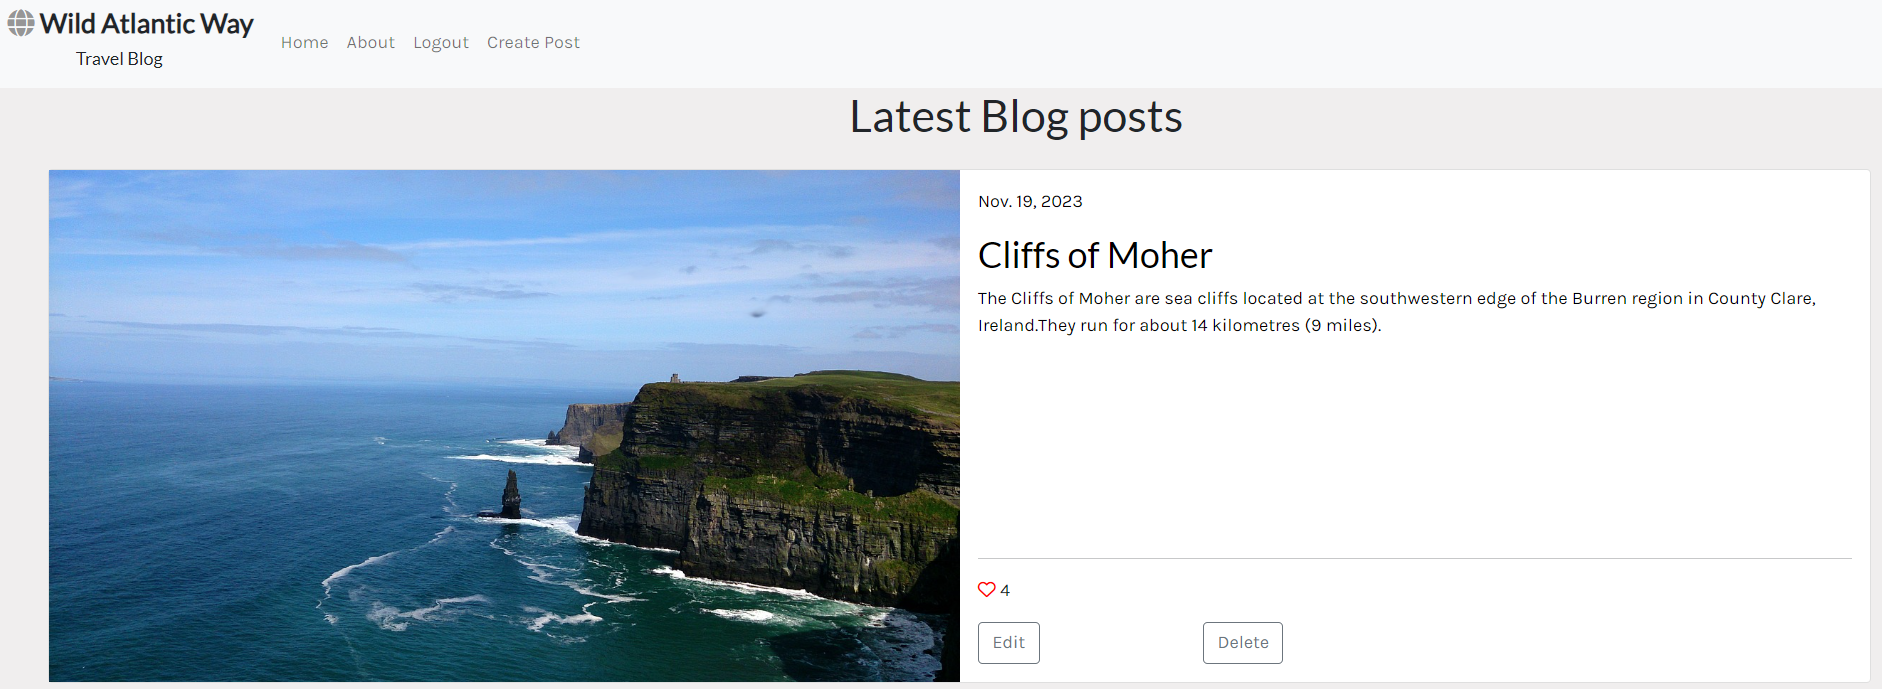 Wild Atlantic Way
Travel Blog
Home About Logout Create Post
Latest Blog posts
Nov. 19, 2023
Cliffs of Moher
The Cliffs of Moher are sea cliffs located at the southwestern edge of the Burren region in County Clare,
Ireland.They run for about 14 kilometres (9 miles).
4
Edit Delete